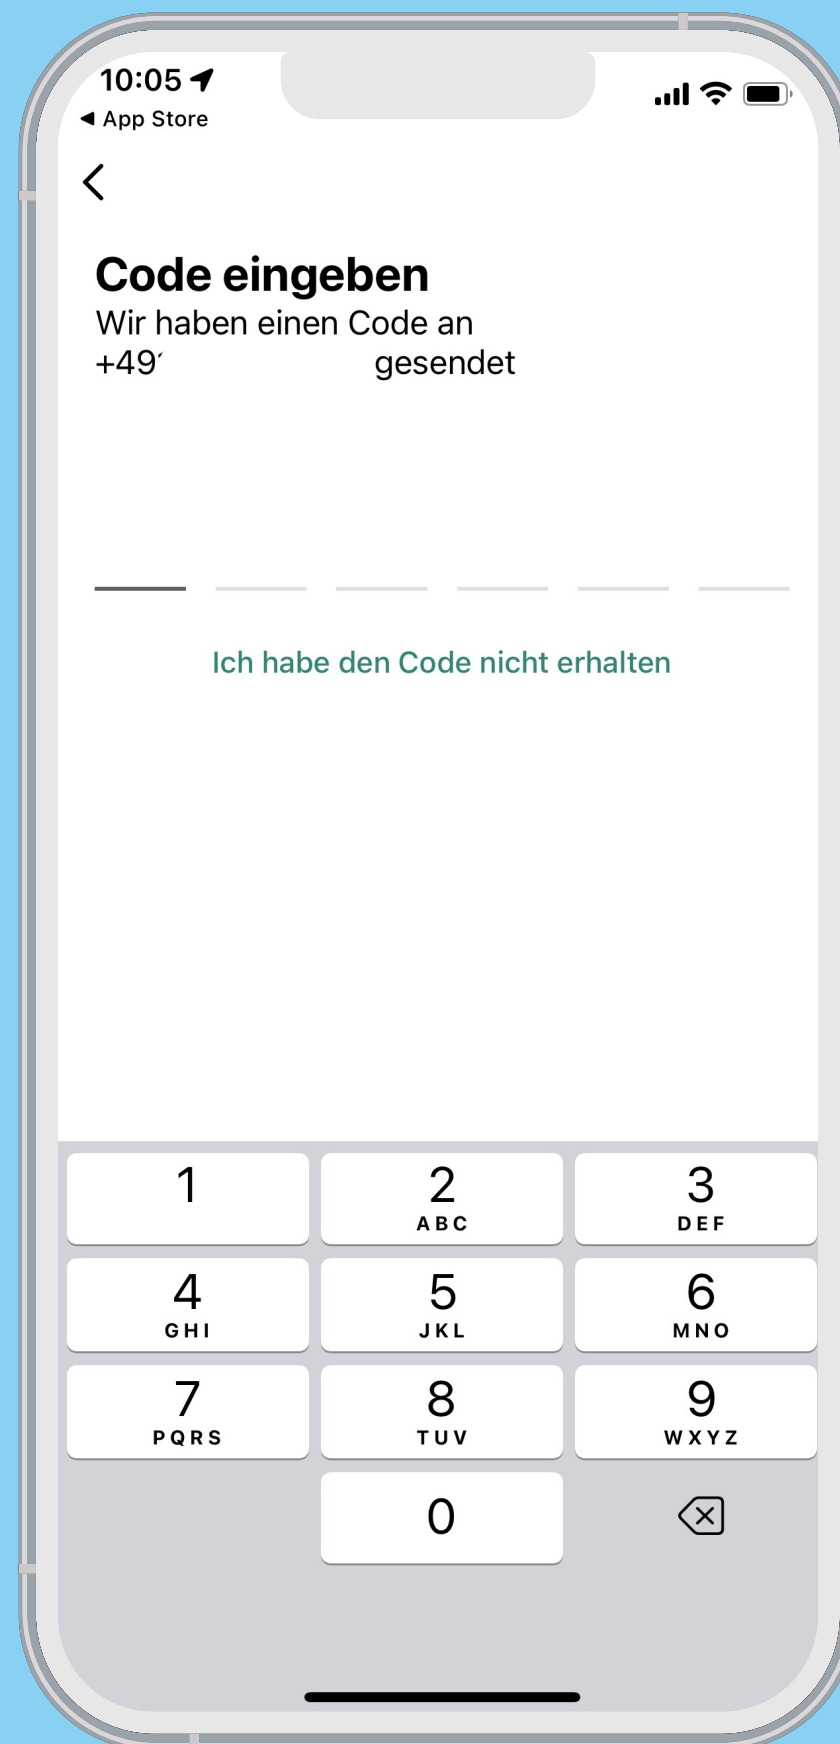 10:05
◀ App Store
Code eingeben
Wir haben einen Code an
+49 gesendet
Ich habe den Code nicht erhalten
1
2
ABC
3
DEF
4
GHI
5
JKL
6
MNO
7
PQRS
8
TUV
9
WXYZ
0